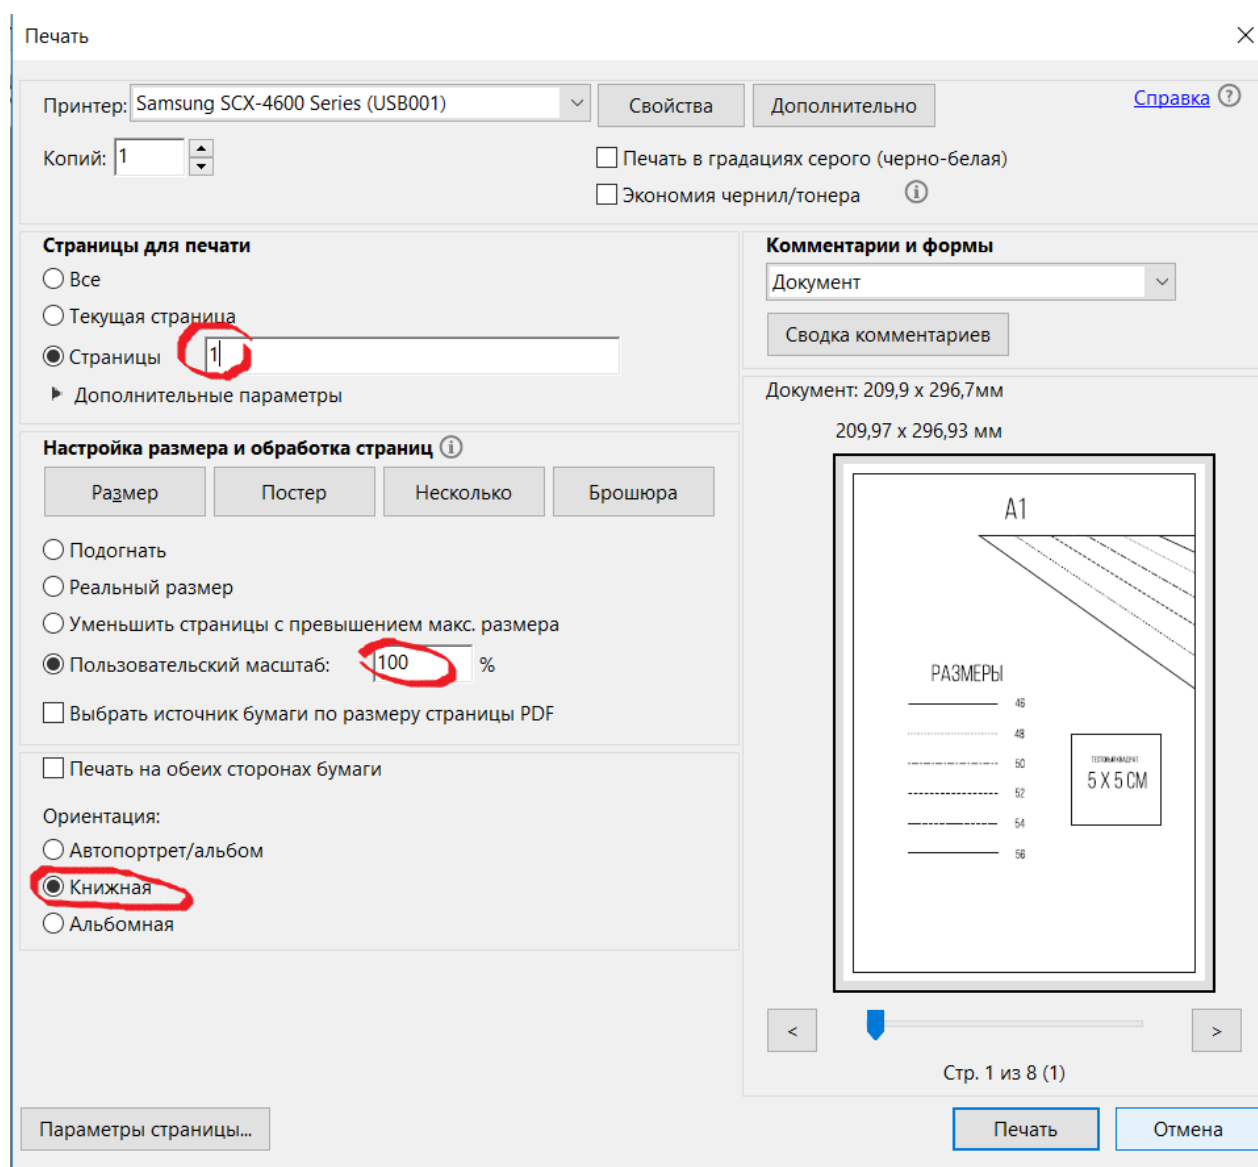 Печать
Принтер: Samsung SCX-4600 Series (USB001) Свойства Дополнительно Справка
Копий: 1 Печать в градациях серого (черно-белая)
Экономия чернил/тонера
Страницы для печати
Все
Текущая страница
Страницы 1
Дополнительные параметры
Комментарии и формы
Документ
Сводка комментариев
Настройка размера и обработка страниц
Размер Постер Несколько Брошюра
Подогнать
Реальный размер
Уменьшить страницы с превышением макс. размера
Пользовательский масштаб: 100 %
Выбрать источник бумаги по размеру страницы PDF
Печать на обеих сторонах бумаги
Ориентация:
Автопортрет/альбом
Книжная
Альбомная
Документ: 209,9 x 296,7мм
209,97 x 296,93 мм
А1
РАЗМЕРЫ
46
48
50
52
54
56
ТЕСТОВЫЙ КВАДРАТ
5 X 5 СМ
< >
Стр. 1 из 8 (1)
Параметры страницы... Печать Отмена